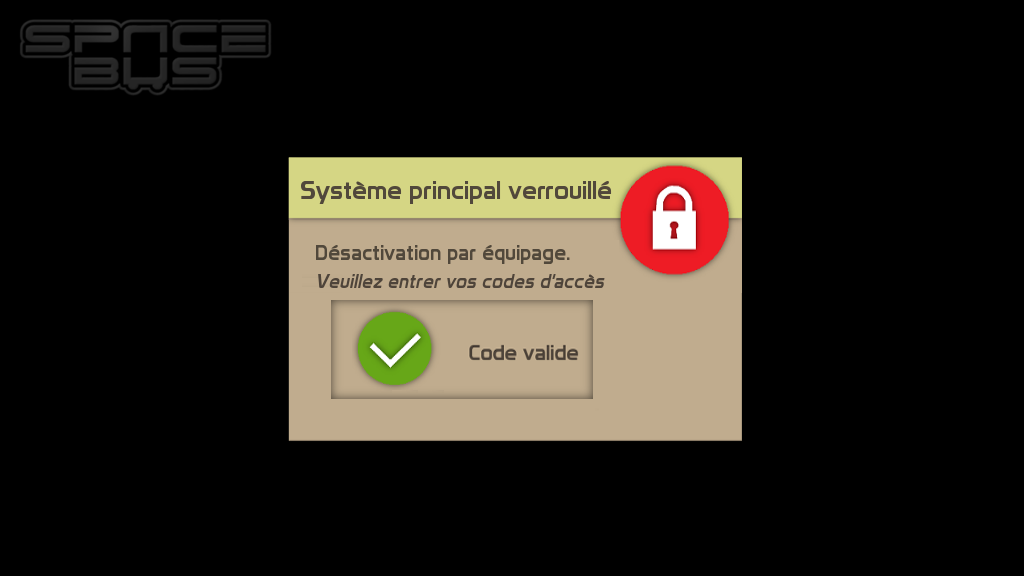 SPACE
BUS
Système principal verrouillé
Désactivation par équipage.
Veuillez entrer vos codes d'accès
Code valide